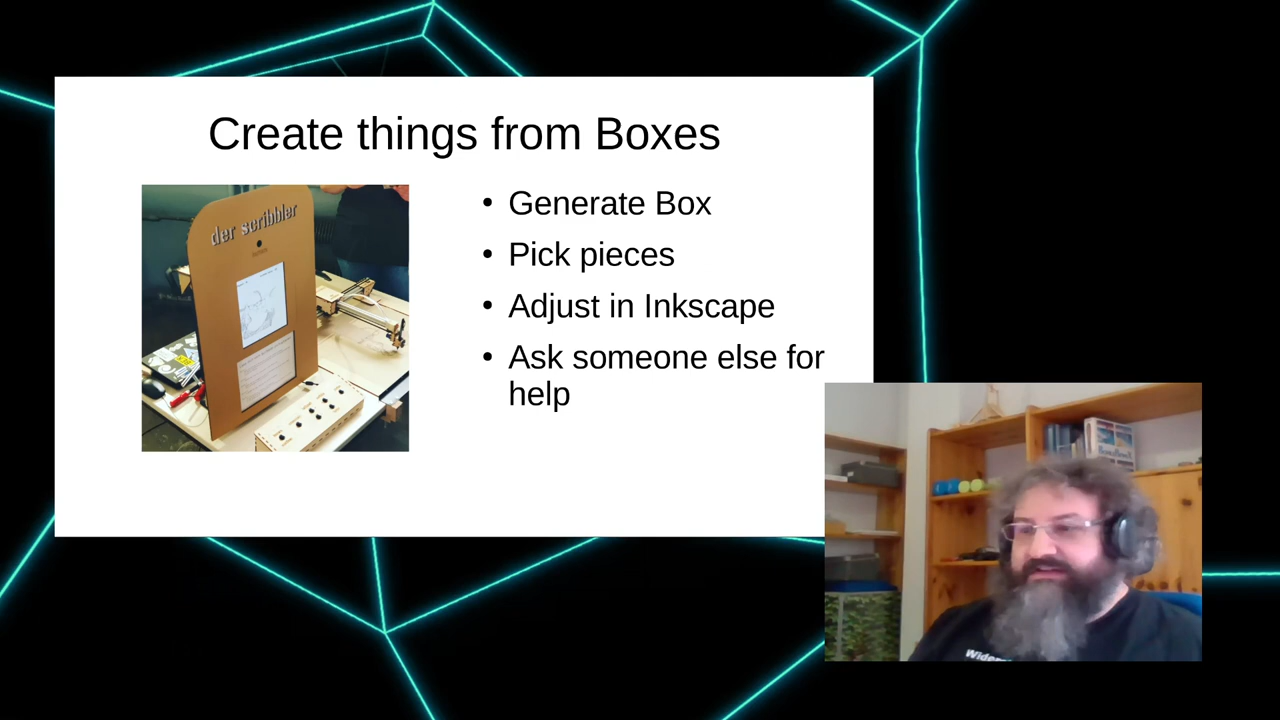 Create things from Boxes
der scribbler
• Generate Box
• Pick pieces
• Adjust in Inkscape
• Ask someone else for
help